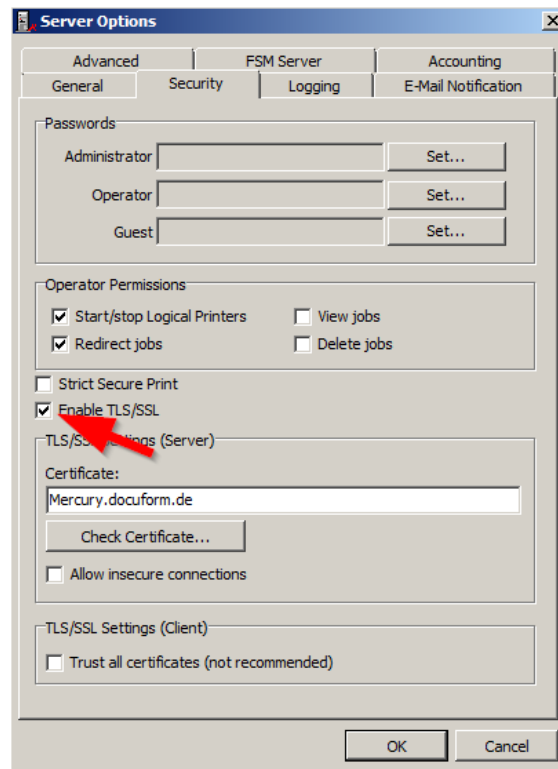 Server Options
Advanced FSM Server Accounting
General Security Logging E-Mail Notification
Passwords
Administrator Set...
Operator Set...
Guest Set...
Operator Permissions
Start/stop Logical Printers View jobs
Redirect jobs Delete jobs
Strict Secure Print
Enable TLS/SSL
TLS/SSL Settings (Server)
Certificate:
Mercury.docuform.de
Check Certificate...
Allow insecure connections
TLS/SSL Settings (Client)
Trust all certificates (not recommended)
OK Cancel